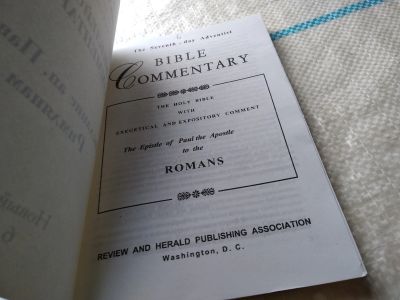 The Seventh-day Adventist
BIBLE
COMMENTARY
THE HOLY BIBLE
WITH
EXEGETICAL AND EXPOSITORY COMMENT
The Epistle of Paul the Apostle
to the
ROMANS
REVIEW AND HERALD PUBLISHING ASSOCIATION
Washington, D. C.